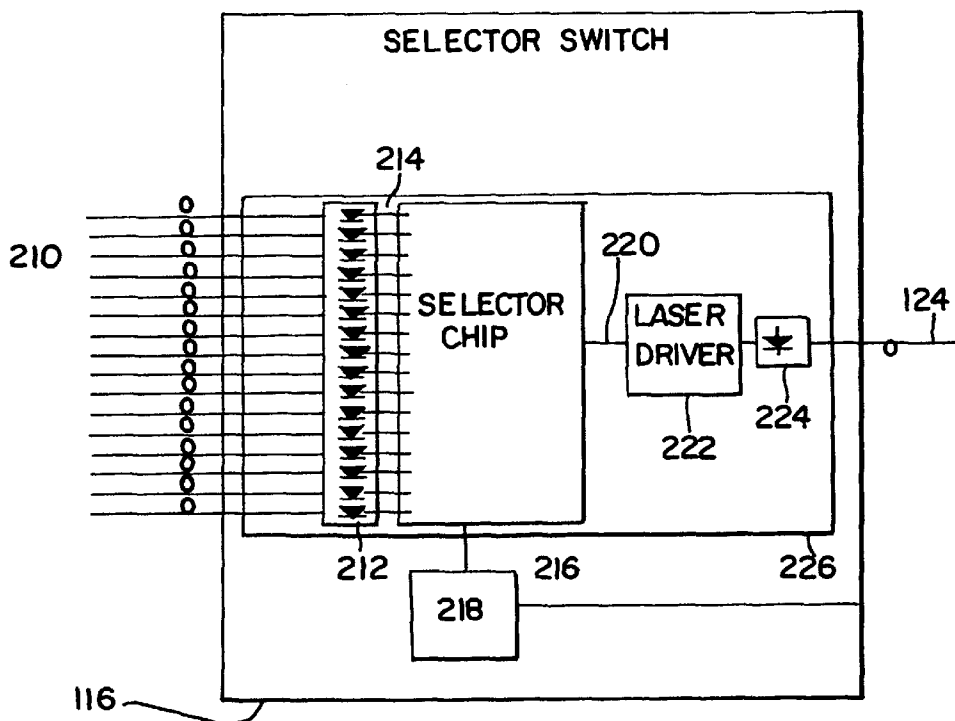 SELECTOR SWITCH
214
210
SELECTOR
CHIP
220
LASER
DRIVER
124
222
224
212
216
226
218
116